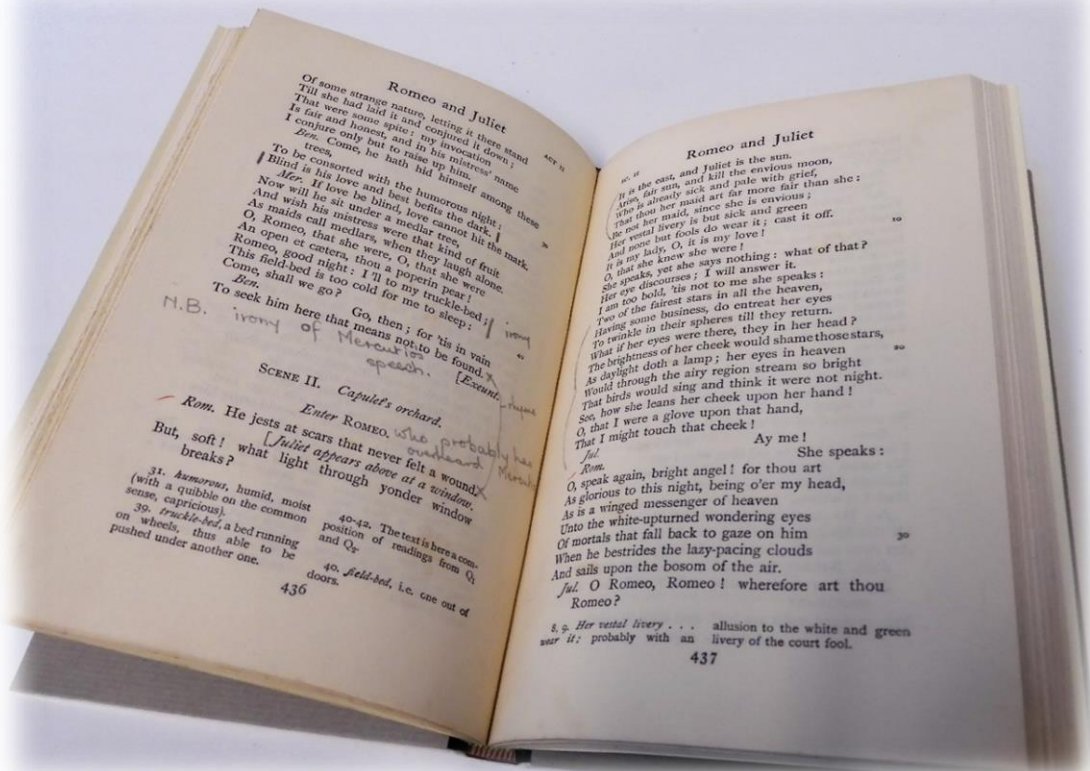 Romeo and Juliet
ACT II
Of some strange nature, letting it there stand
Till she had laid it and conjured it down ;
That were some spite : my invocation
Is fair and honest, and in his mistress' name
I conjure only but to raise up him.
Ben. Come, he hath hid himself among these
trees,
To be consorted with the humorous night ; 30
Blind is his love and best befits the dark.
Mer. If love be blind, love cannot hit the mark.
Now will he sit under a medlar tree,
And wish his mistress were that kind of fruit
As maids call medlars, when they laugh alone.
O, Romeo, that she were, O, that she were
An open et cætera, thou a poperin pear !
Romeo, good night : I'll to my truckle-bed ;
This field-bed is too cold for me to sleep : irony
Come, shall we go ? 40
Ben. Go, then ; for 'tis in vain
To seek him here that means not to be found. x
[Exeunt.
N.B. irony of Mercutios
speech.
rhyme
SCENE II. Capulet's orchard.
Enter ROMEO. who probably has
overheard Mercutio
Rom. He jests at scars that never felt a wound. x
[Juliet appears above at a window.
But, soft ! what light through yonder window
breaks ?
31. humorous, humid, moist
(with a quibble on the common
sense, capricious).
39. truckle-bed, a bed running
on wheels, thus able to be
pushed under another one.
40-42. The text is here a com-
position of readings from Q1
and Q2.
40. field-bed, i.e. one out of
doors.
436
Romeo and Juliet
SC. II
It is the east, and Juliet is the sun.
Arise, fair sun, and kill the envious moon,
Who is already sick and pale with grief,
That thou her maid art far more fair than she :
Be not her maid, since she is envious ;
Her vestal livery is but sick and green
And none but fools do wear it ; cast it off.
It is my lady, O, it is my love ! 10
O, that she knew she were !
She speaks, yet she says nothing : what of that ?
Her eye discourses ; I will answer it.
I am too bold, 'tis not to me she speaks :
Two of the fairest stars in all the heaven,
Having some business, do entreat her eyes
To twinkle in their spheres till they return.
What if her eyes were there, they in her head ?
The brightness of her cheek would shame those stars,
As daylight doth a lamp ; her eyes in heaven 20
Would through the airy region stream so bright
That birds would sing and think it were not night.
See, how she leans her cheek upon her hand !
O, that I were a glove upon that hand,
That I might touch that cheek !
Jul. Ay me !
Rom. She speaks :
O, speak again, bright angel ! for thou art
As glorious to this night, being o'er my head,
As is a winged messenger of heaven
Unto the white-upturned wondering eyes
Of mortals that fall back to gaze on him 30
When he bestrides the lazy-pacing clouds
And sails upon the bosom of the air.
Jul. O Romeo, Romeo ! wherefore art thou
Romeo ?
8, 9. Her vestal livery . . .
wear it; probably with an
allusion to the white and green
livery of the court fool.
437